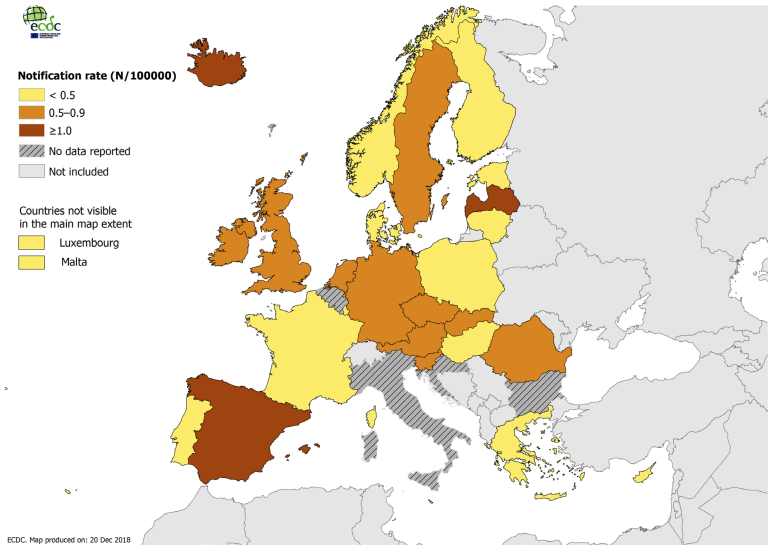 ecdc
Notification rate (N/100000)
< 0.5
0.5–0.9
≥1.0
No data reported
Not included
Countries not visible
in the main map extent
Luxembourg
Malta
ECDC. Map produced on: 20 Dec 2018